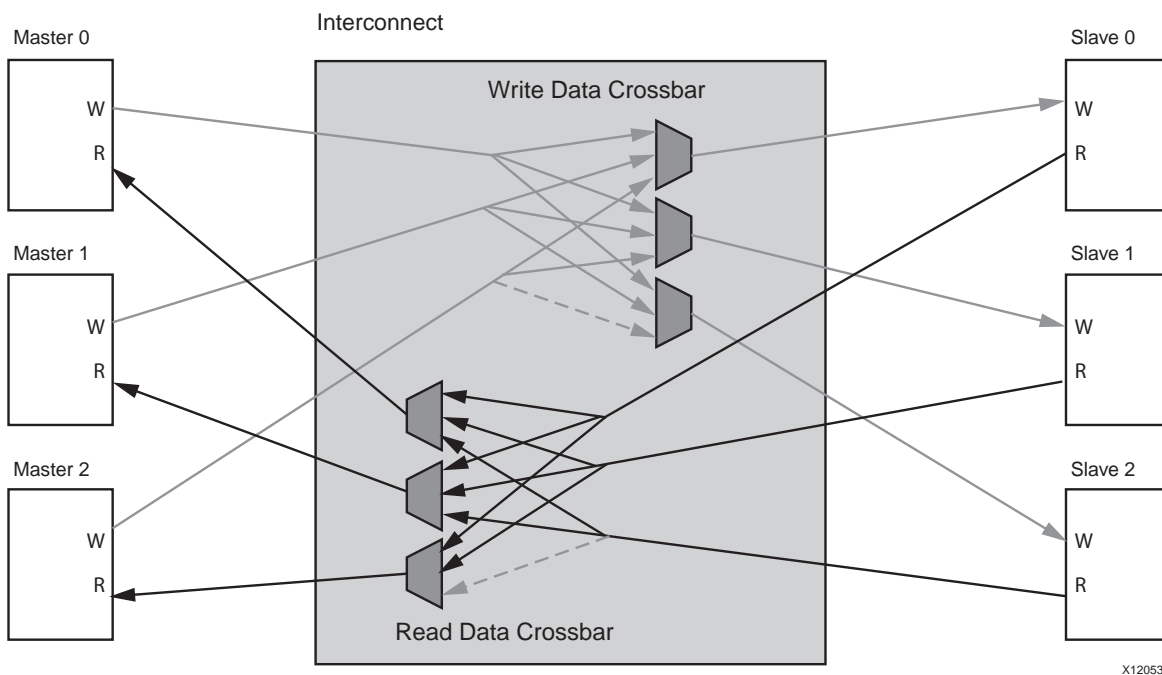 Interconnect
Master 0
Slave 0
Write Data Crossbar
W
R
W
R
Master 1
Slave 1
W
R
W
R
Master 2
Slave 2
W
R
W
R
Read Data Crossbar
X12053